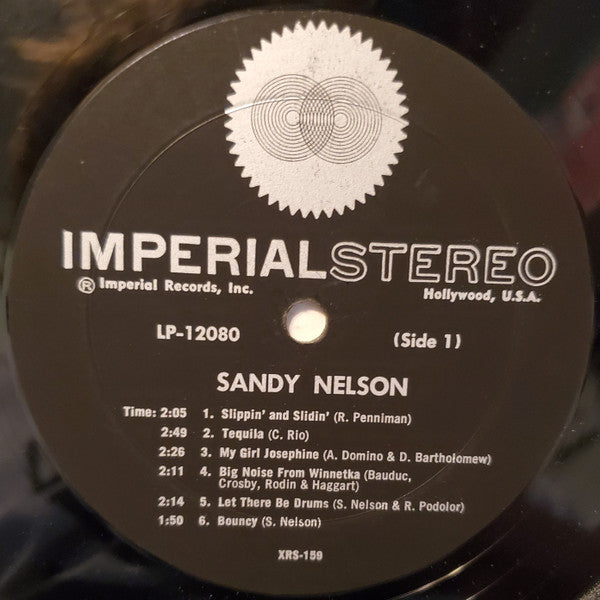 IMPERIAL STEREO
® Imperial Records, Inc.
Hollywood, U.S.A.
LP-12080 (Side 1)
SANDY NELSON
Time: 2:05 1. Slippin' and Slidin' (R. Penniman)
2:49 2. Tequila (C. Rio)
2:26 3. My Girl Josephine (A. Domino & D. Bartholomew)
2:11 4. Big Noise From Winnetka (Bauduc,
Crosby, Rodin & Haggart)
2:14 5. Let There Be Drums (S. Nelson & R. Podolor)
1:50 6. Bouncy (S. Nelson)
XRS-159